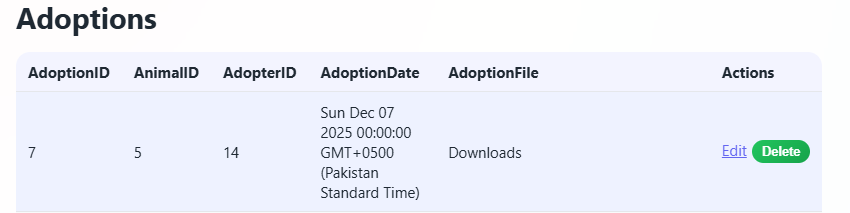 Adoptions
AdoptionID AnimalID AdopterID AdoptionDate AdoptionFile Actions
7 5 14 Sun Dec 07
2025 00:00:00
GMT+0500
(Pakistan
Standard Time) Downloads Edit Delete